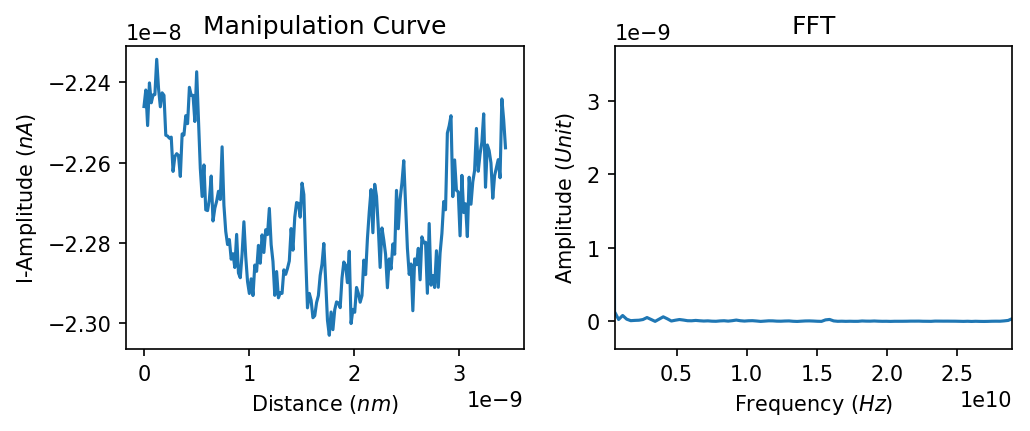 Manipulation Curve
1e−8
−2.24
−2.26
−2.28
−2.30
I-Amplitude (nA)
0
1
2
3
Distance (nm)
1e−9
FFT
1e−9
3
2
1
0
Amplitude (Unit)
0.5
1.0
1.5
2.0
2.5
Frequency (Hz)
1e10